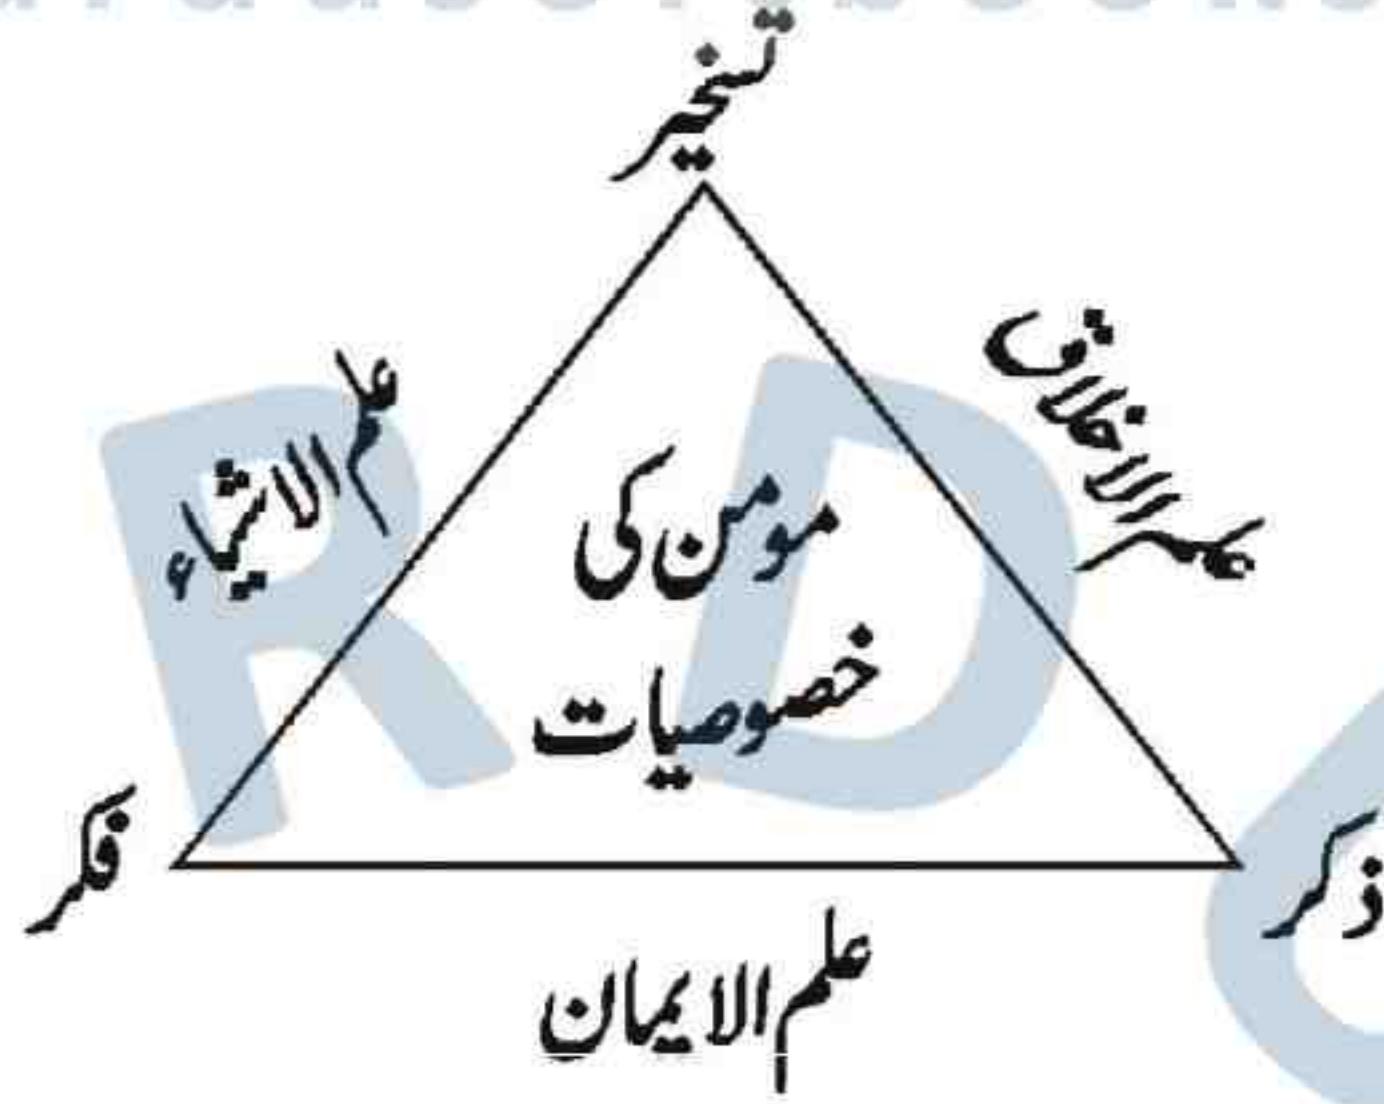 تسخیر
علم الاخلاق
علم الاشیاء
مومن کی
خصوصیات
ذکر
فکر
علم الایمان